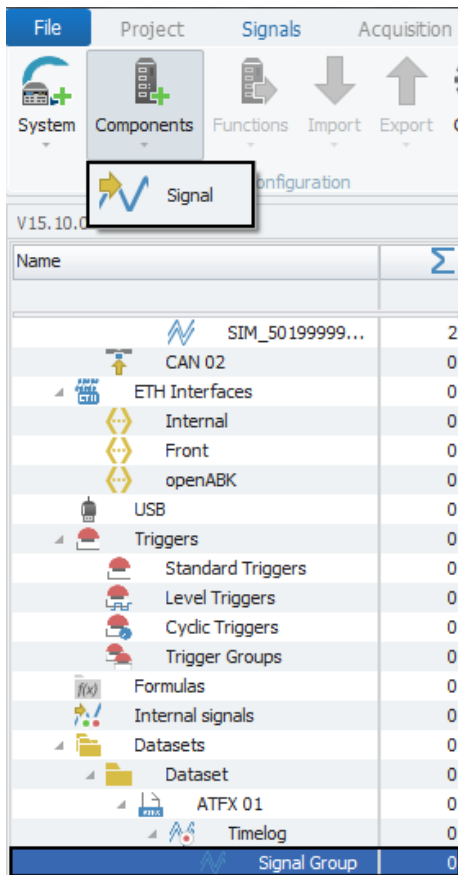 File Project Signals Acquisition
System Components Functions Import Export
Signal
V15.10.0
Name Σ
SIM_50199999... 2
CAN 02 0
ETH Interfaces 0
Internal 0
Front 0
openABK 0
USB 0
Triggers 0
Standard Triggers 0
Level Triggers 0
Cyclic Triggers 0
Trigger Groups 0
f(x) Formulas 0
Internal signals 0
Datasets 0
Dataset 0
ATFX 01 0
Timelog 0
Signal Group 0